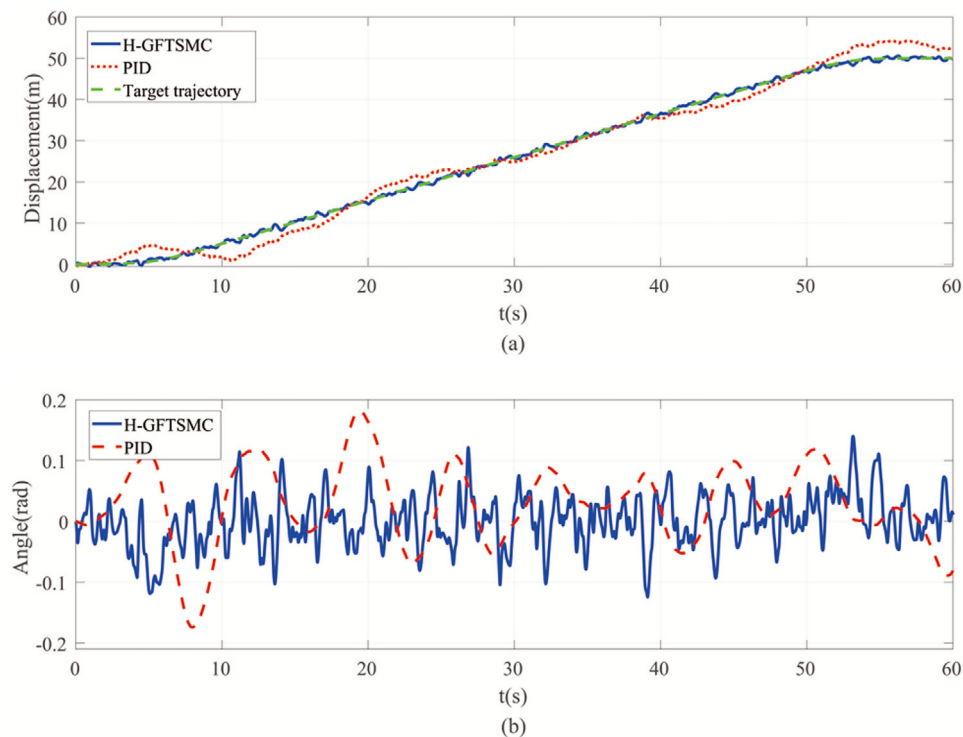 60
50
40
30
20
10
0
Displacement(m)
H-GFTSMC
PID
Target trajectory
0 10 20 30 40 50 60
t(s)
(a)
0.2
0.1
0
-0.1
-0.2
Angle(rad)
H-GFTSMC
PID
0 10 20 30 40 50 60
t(s)
(b)